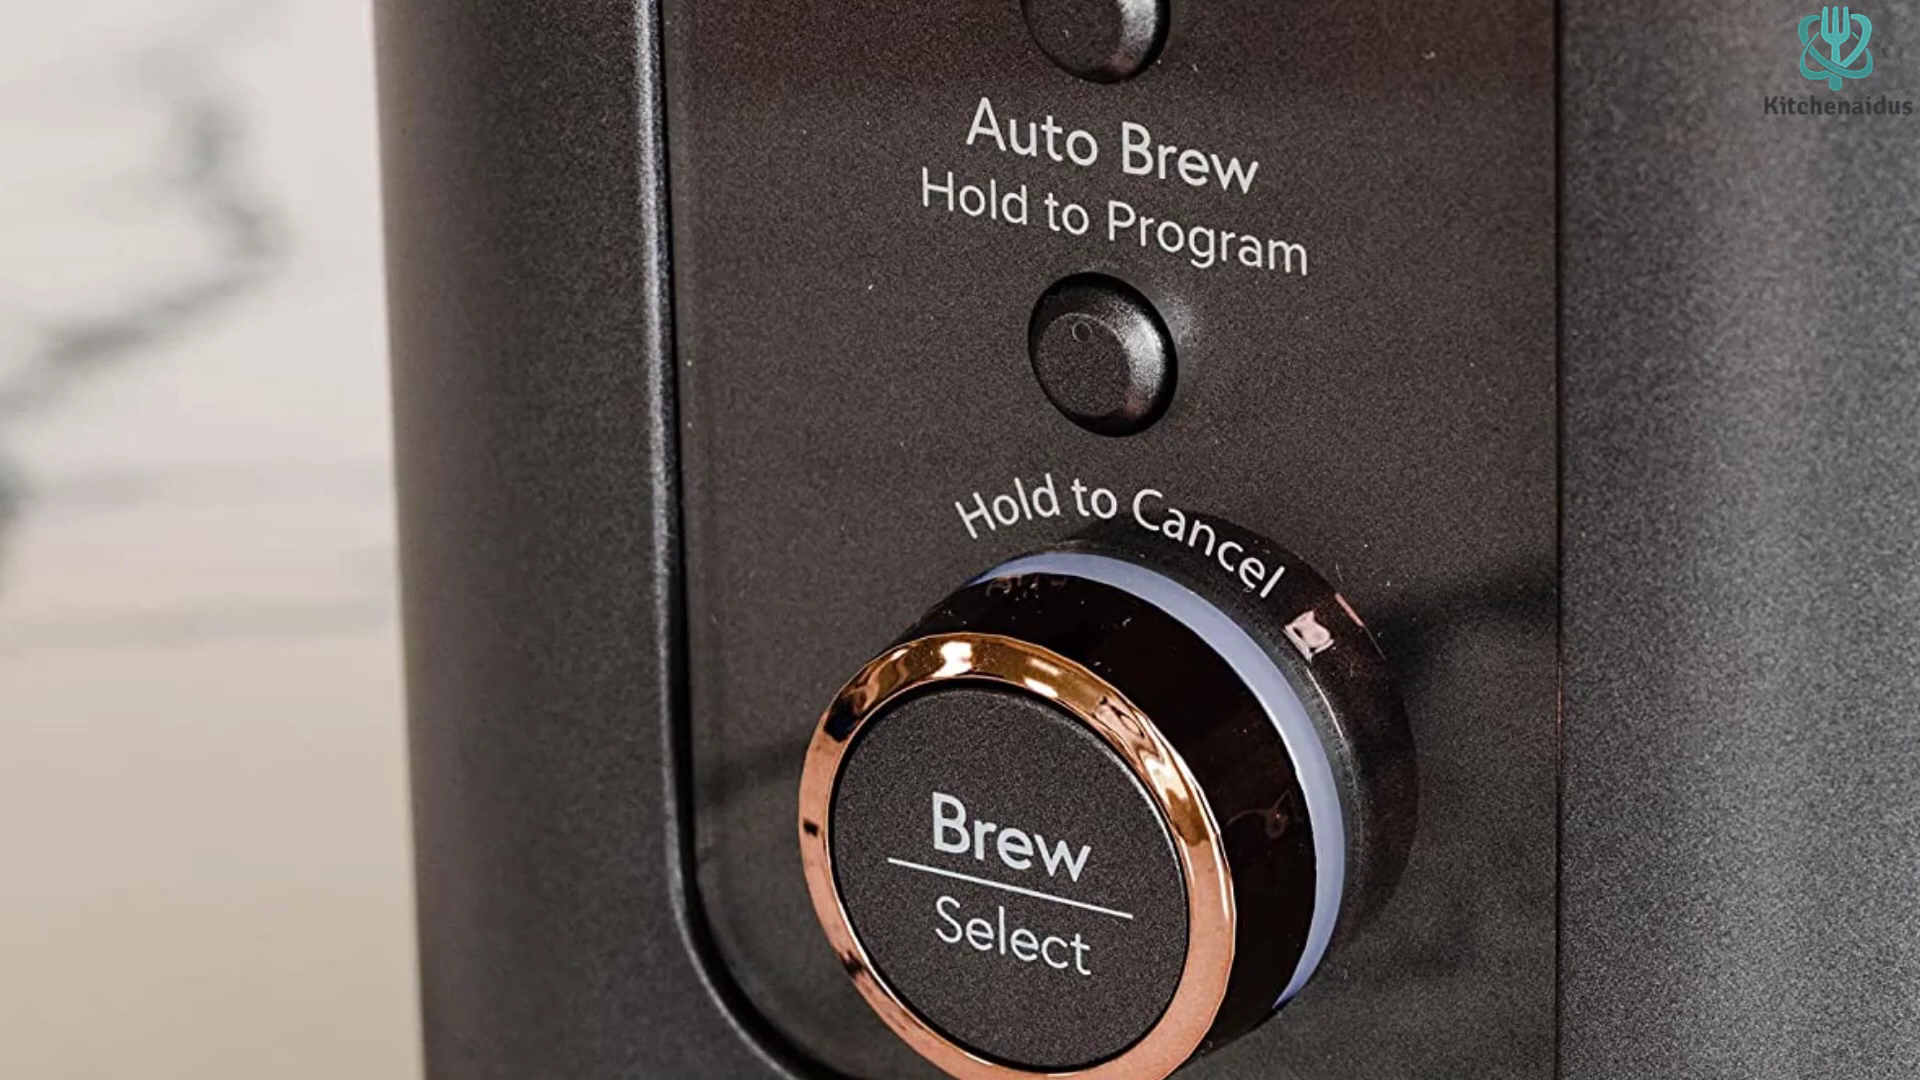 Kitchenaidus
Auto Brew
Hold to Program
Hold to Cancel
Brew
Select